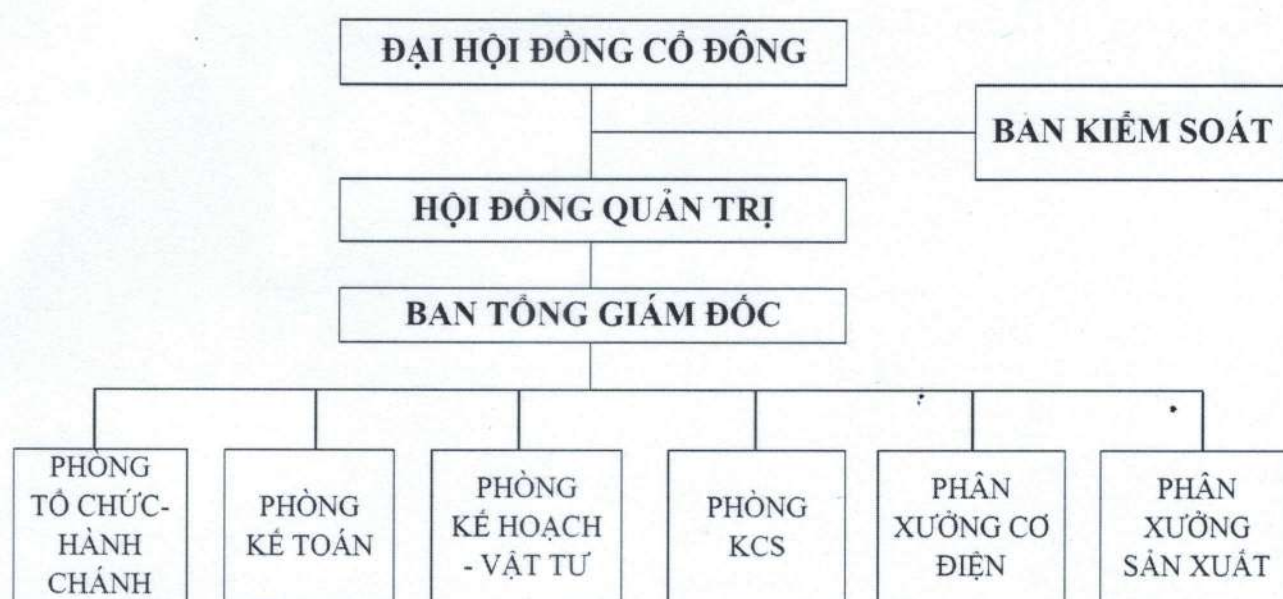 ĐẠI HỘI ĐỒNG CỔ ĐÔNG
BAN KIỂM SOÁT
HỘI ĐỒNG QUẢN TRỊ
BAN TỔNG GIÁM ĐỐC
PHÒNG
TỔ CHỨC-
HÀNH
CHÁNH
PHÒNG
KẾ TOÁN
PHÒNG
KẾ HOẠCH
- VẬT TƯ
PHÒNG
KCS
PHÂN
XƯỞNG CƠ
ĐIỆN
PHÂN
XƯỞNG
SẢN XUẤT